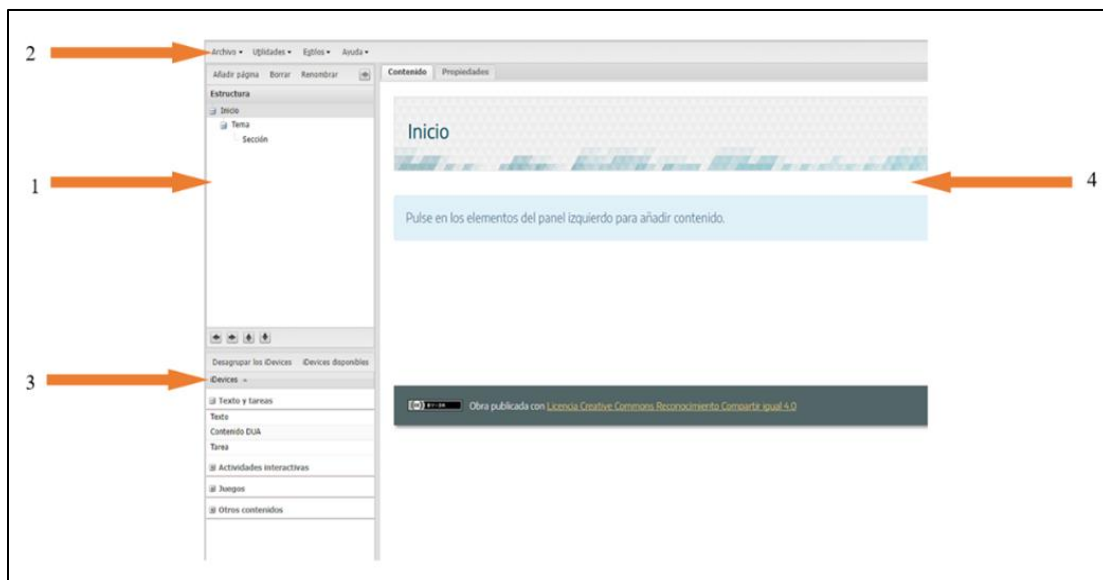 2
Archivo Utilidades Estilos Ayuda
Añadir página Borrar Renombrar
Contenido Propiedades
Estructura
Inicio
Tema
Sección
Inicio
1
4
Pulse en los elementos del panel izquierdo para añadir contenido.
Desagrupar los iDevices iDevices disponibles
3
iDevices
Texto y tareas
Texto
Contenido DUA
Tarea
Actividades interactivas
Juegos
Otros contenidos
cc BY-SA Obra publicada con Licencia Creative Commons Reconocimiento Compartir igual 4.0